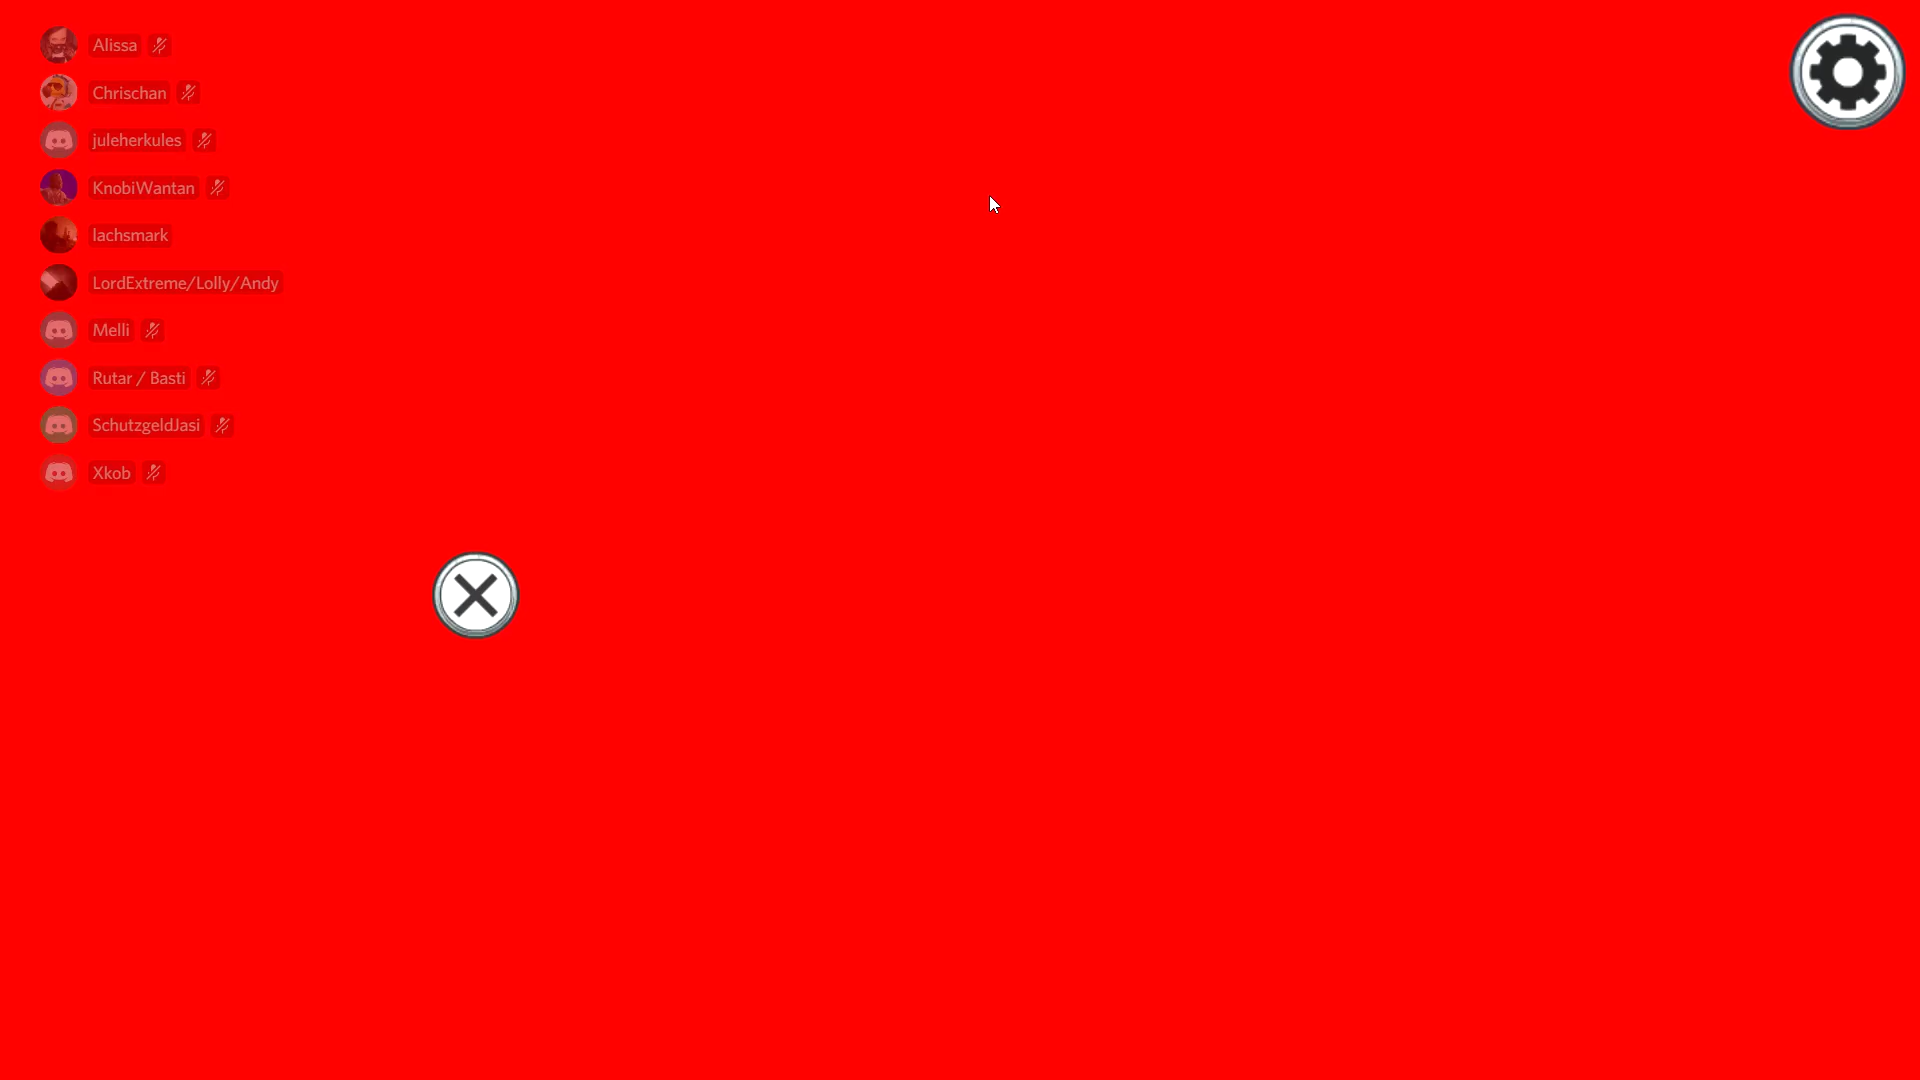 Alissa
Chrischan
juleherkules
KnobiWantan
lachsmark
LordExtreme/Lolly/Andy
Melli
Rutar / Basti
SchutzgeldJasi
Xkob